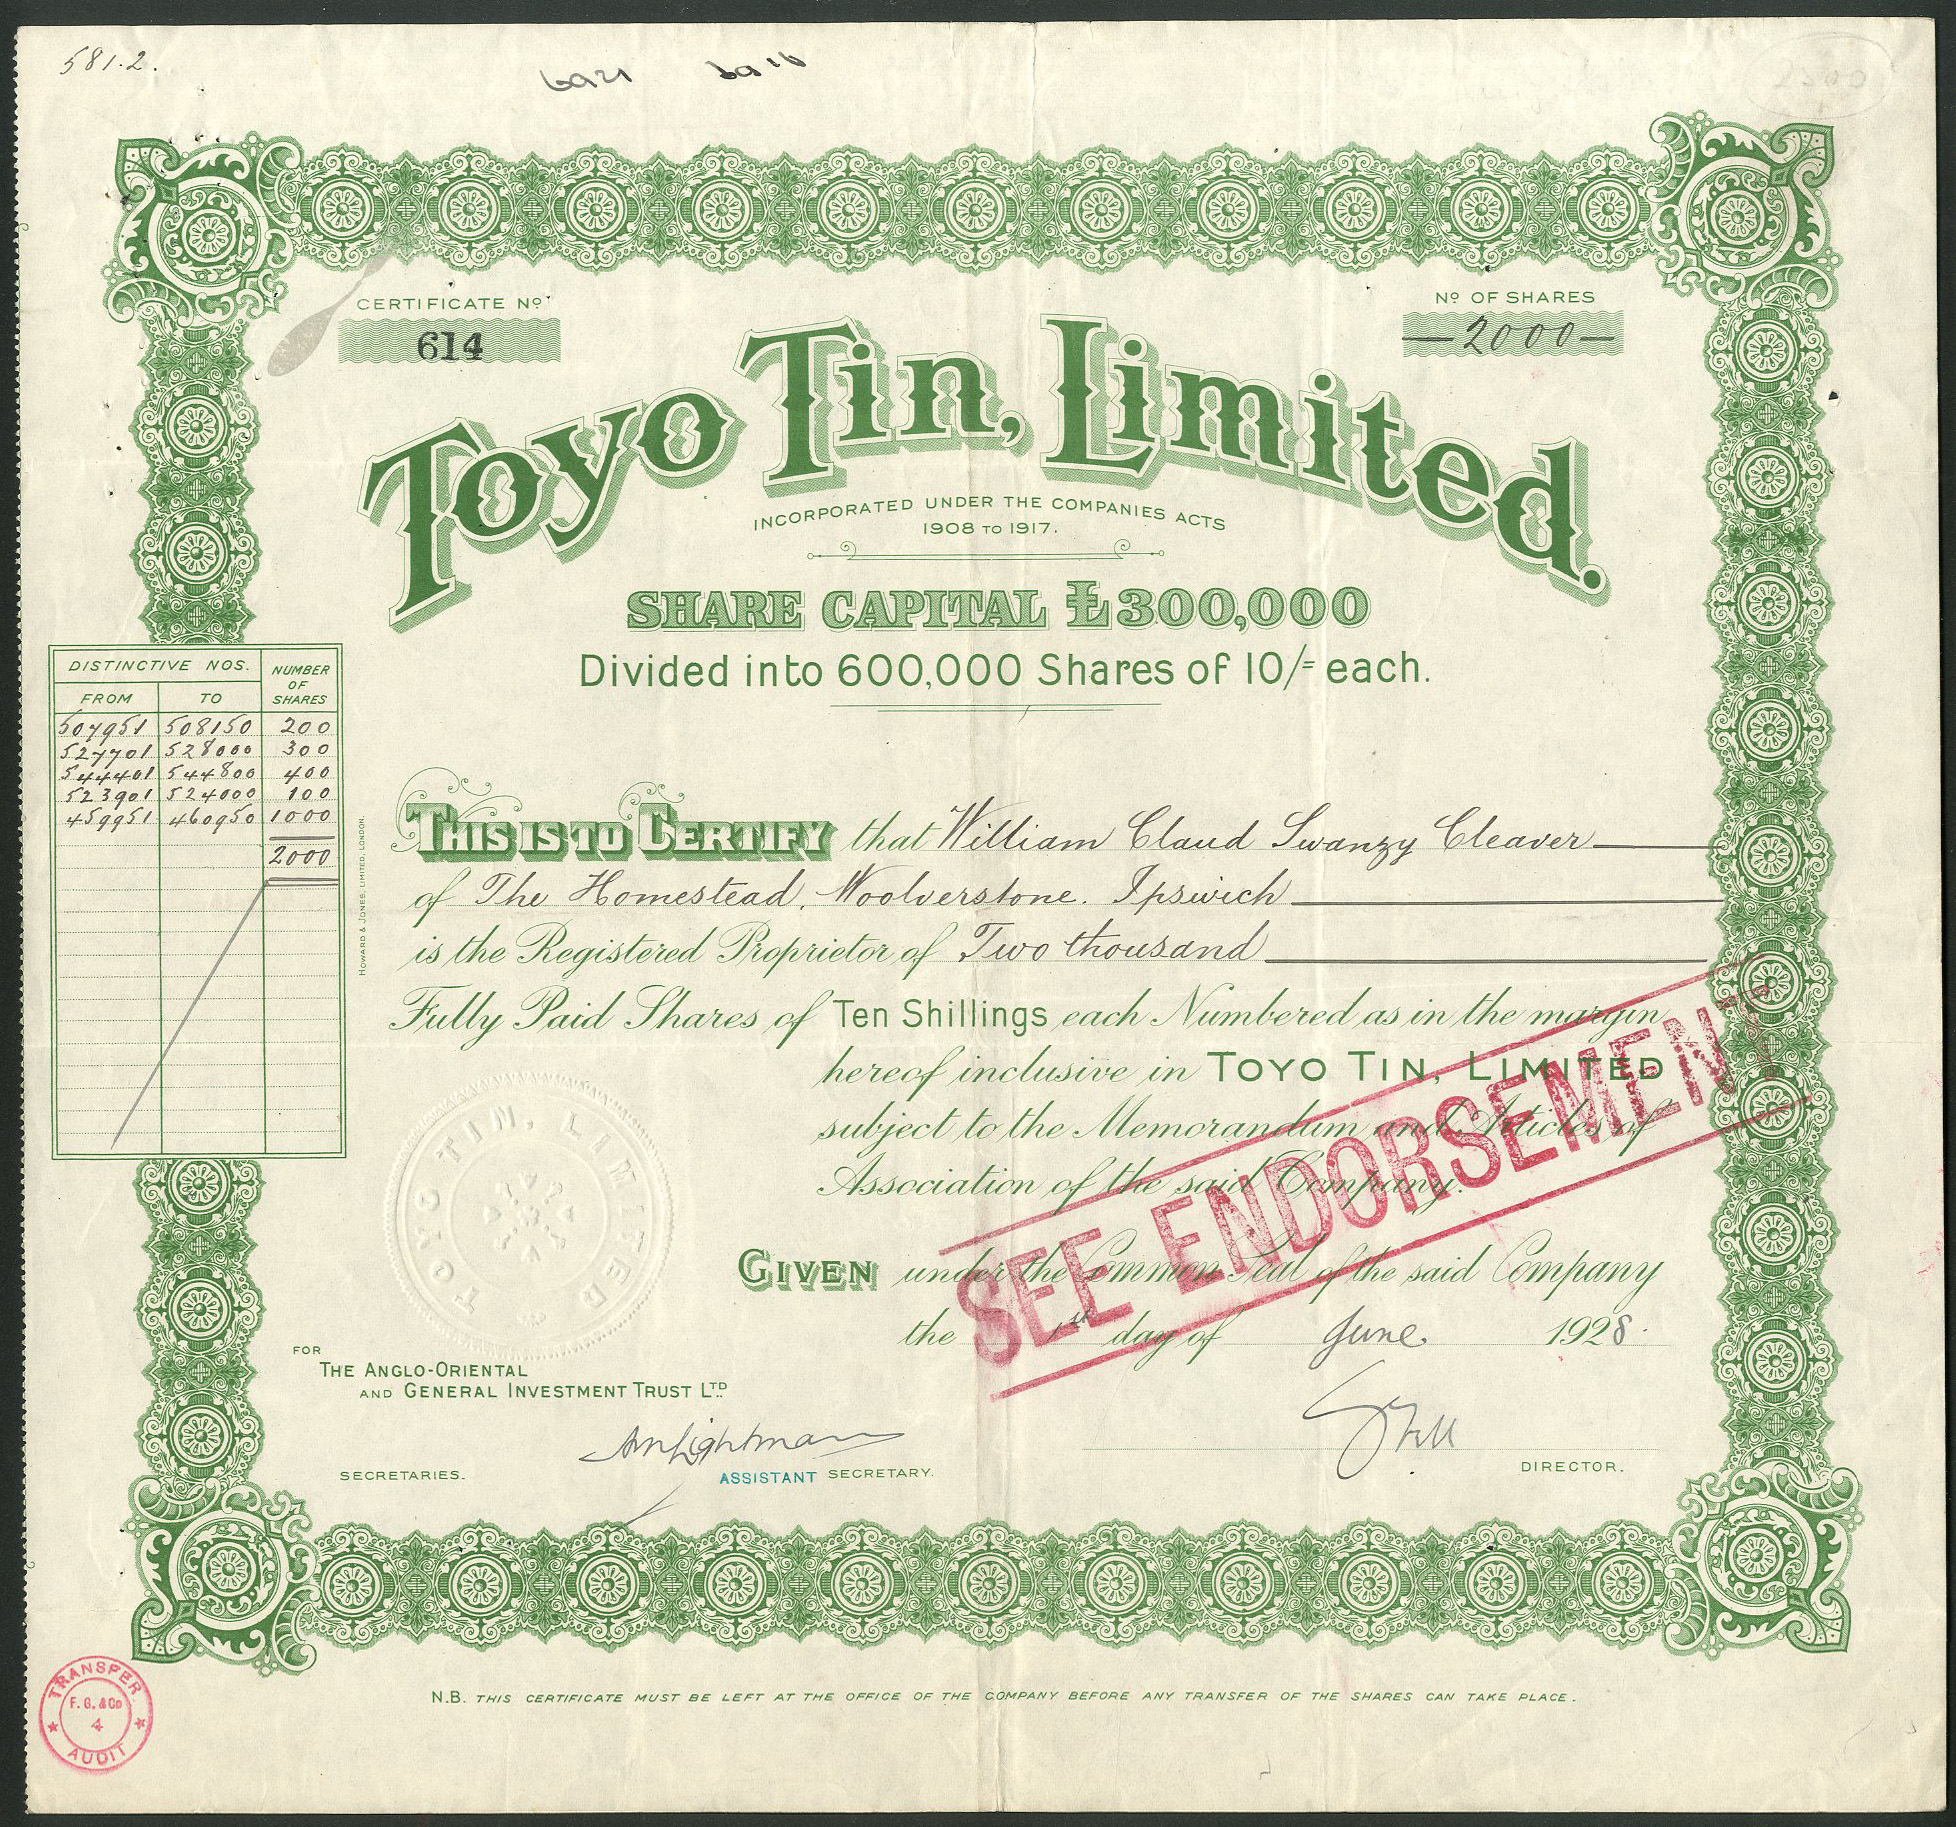 581.2.
CERTIFICATE Nº
614
Nº OF SHARES
2000
Toyo Tin, Limited.
INCORPORATED UNDER THE COMPANIES ACTS
1908 TO 1917.
SHARE CAPITAL £300,000
Divided into 600,000 Shares of 10/= each.
DISTINCTIVE NOS. NUMBER OF SHARES
FROM TO
507951 508150 200
527701 528000 300
544401 544800 400
523901 524000 100
459951 460950 1000
2000
HOWARD & JONES, LIMITED, LONDON.
THIS IS TO CERTIFY that William Claud Swanzy Cleaver
of The Homestead, Woolverstone. Ipswich
is the Registered Proprietor of Two thousand
Fully Paid Shares of Ten Shillings each Numbered as in the margin
hereof inclusive in TOYO TIN, LIMITED
subject to the Memorandum and Articles of
Association of the said Company.
SEE ENDORSEMENT
GIVEN under the Common Seal of the said Company
the 1st day of June 1928.
TOYO TIN, LIMITED
FOR
THE ANGLO-ORIENTAL
AND GENERAL INVESTMENT TRUST LTD.
SECRETARIES.
ASSISTANT SECRETARY.
DIRECTOR.
TRANSFER
F. G. & Co
4
AUDIT
N.B. THIS CERTIFICATE MUST BE LEFT AT THE OFFICE OF THE COMPANY BEFORE ANY TRANSFER OF THE SHARES CAN TAKE PLACE.